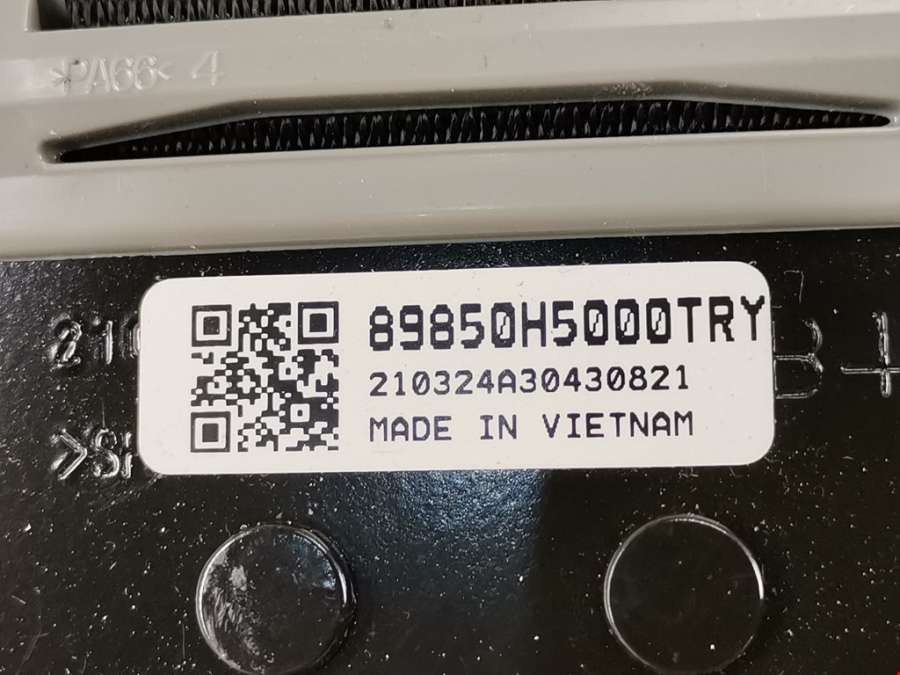 >PA66< 4
89850H5000TRY
210324A30430821
MADE IN VIETNAM